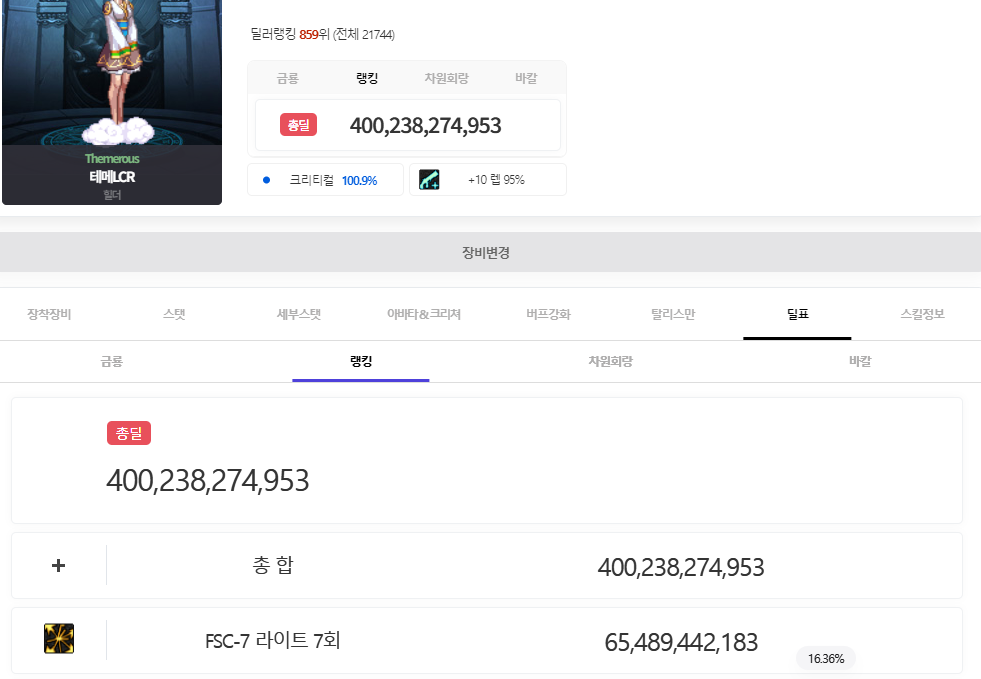 딜러랭킹 859위 (전체 21744)
금룡 랭킹 차원회랑 바칼
총딜 400,238,274,953
크리티컬 100.9% +10 렙 95%
Themerous
테메LCR
힐더
장비변경
장착장비 스탯 세부스탯 아바타&크리쳐 버프강화 탈리스만 딜표 스킬정보
금룡 랭킹 차원회랑 바칼
총딜
400,238,274,953
+ 총 합 400,238,274,953
FSC-7 라이트 7회 65,489,442,183
16.36%